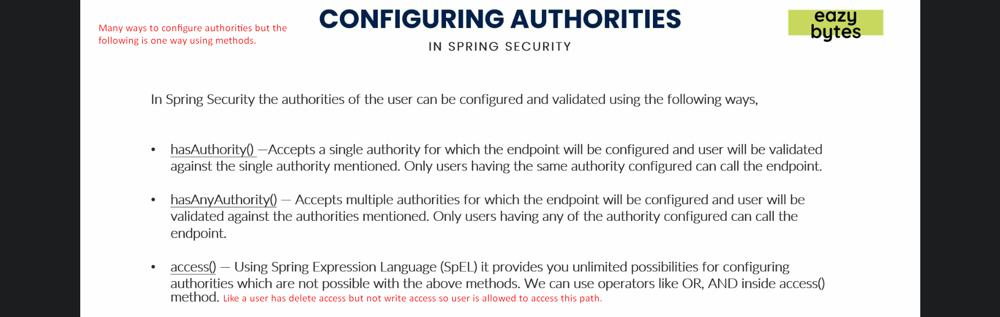 CONFIGURING AUTHORITIES
eazy
bytes
Many ways to configure authorities but the
following is one way using methods.
IN SPRING SECURITY
In Spring Security the authorities of the user can be configured and validated using the following ways,
• hasAuthority() —Accepts a single authority for which the endpoint will be configured and user will be validated
against the single authority mentioned. Only users having the same authority configured can call the endpoint.
• hasAnyAuthority() — Accepts multiple authorities for which the endpoint will be configured and user will be
validated against the authorities mentioned. Only users having any of the authority configured can call the
endpoint.
• access() — Using Spring Expression Language (SpEL) it provides you unlimited possibilities for configuring
authorities which are not possible with the above methods. We can use operators like OR, AND inside access()
method. Like a user has delete access but not write access so user is allowed to access this path.